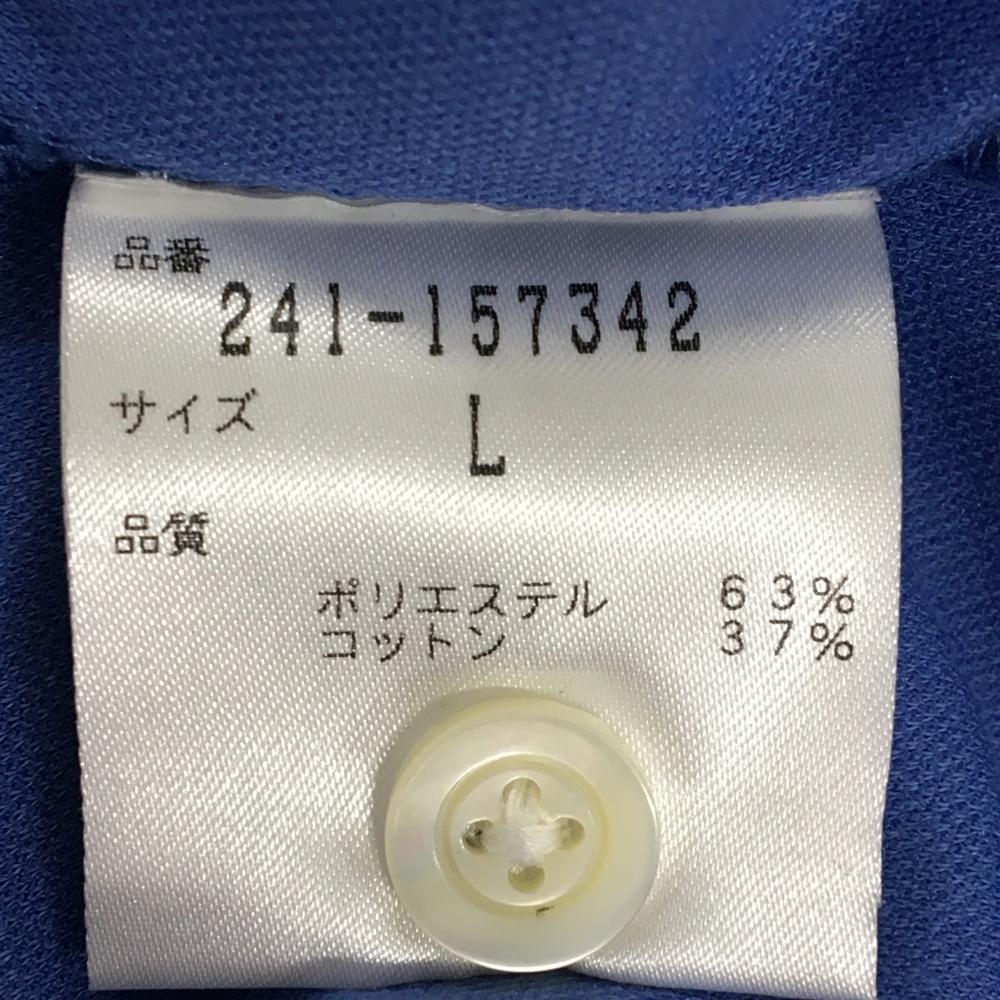 品番
241-157342
サイズ L
品質
ポリエステル 63%
コットン 37%